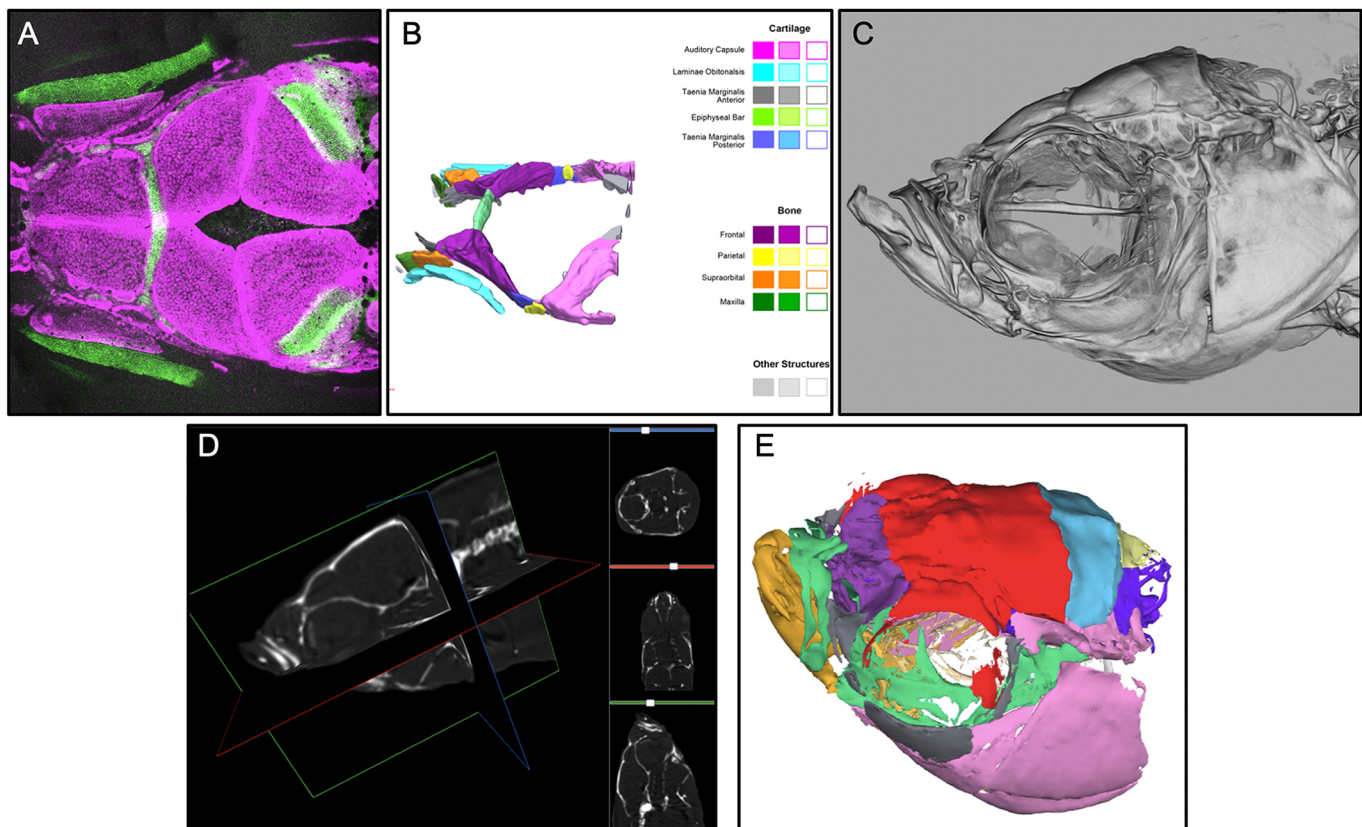 A
B
Cartilage
Auditory Capsule
Laminae Obitonalsis
Taenia Marginalis
Anterior
Epiphyseal Bar
Taenia Marginalis
Posterior
Bone
Frontal
Parietal
Supraorbital
Maxilla
Other Structures
C
D
E